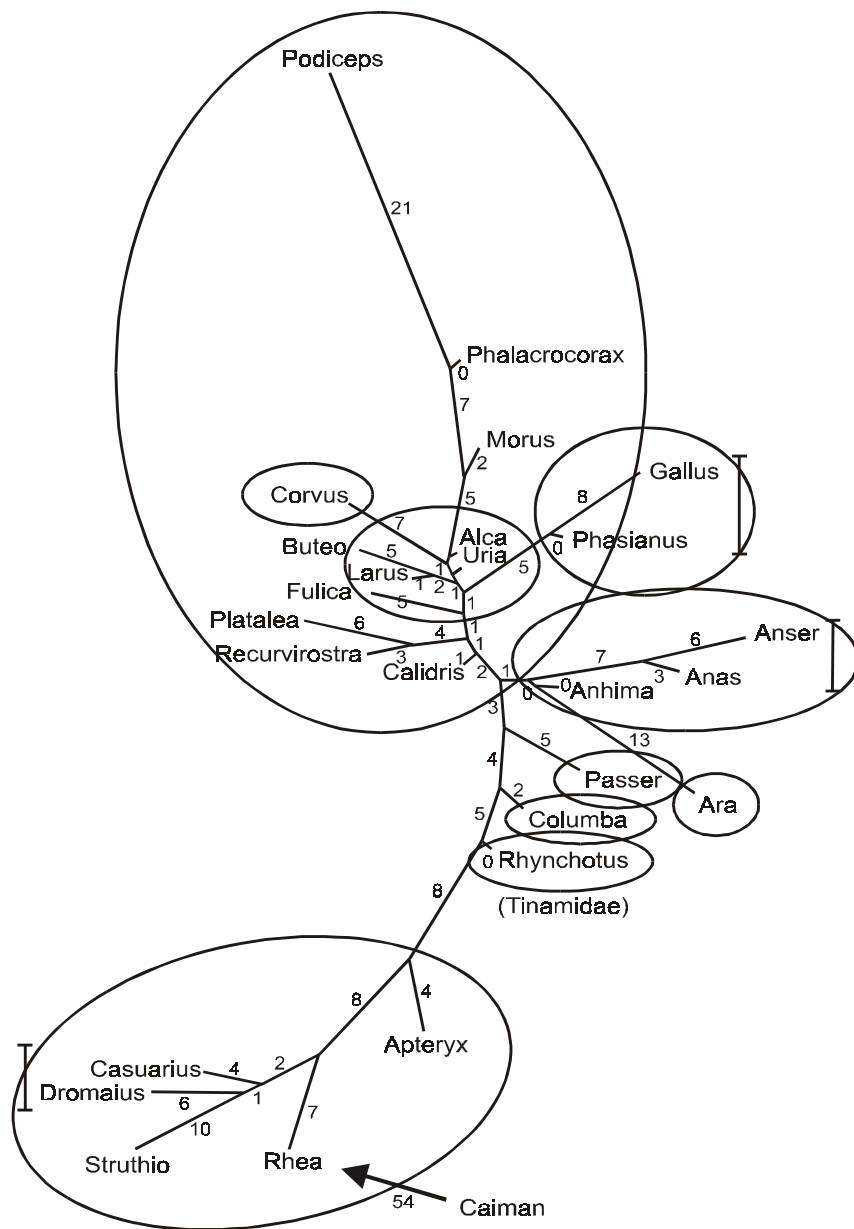 Podiceps
21
Phalacrocorax
0
7
Morus
2
Gallus
Corvus
5
8
7
Alca
Phasianus
0
Buteo
5
Uria
1
5
Larus
1
2
1
Fulica
5
1
Platalea
6
4
1
Anser
6
Recurvirostra
3
1
7
Calidris
1
2
1
0
0
Anhima
3
Anas
3
13
5
4
Passer
Ara
2
5
Columba
0
Rhynchotus
(Tinamidae)
8
8
4
Apteryx
Casuarius
4
2
Dromaius
6
1
10
7
Struthio
Rhea
54
Caiman